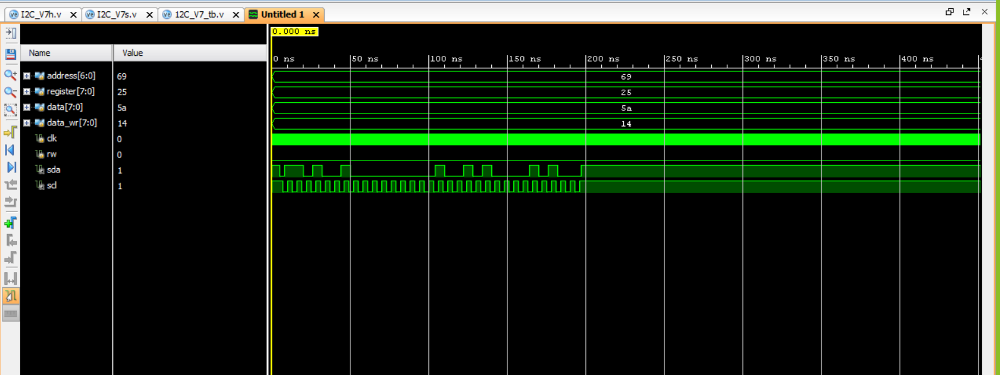 I2C_V7h.v I2C_V7s.v 12C_V7_tb.v Untitled 1
0.000 ns
Name Value
0 ns 50 ns 100 ns 150 ns 200 ns 250 ns 300 ns 350 ns 400 ns
address[6:0] 69 69
register[7:0] 25 25
data[7:0] 5a 5a
data_wr[7:0] 14 14
clk 0
rw 0
sda 1
scl 1